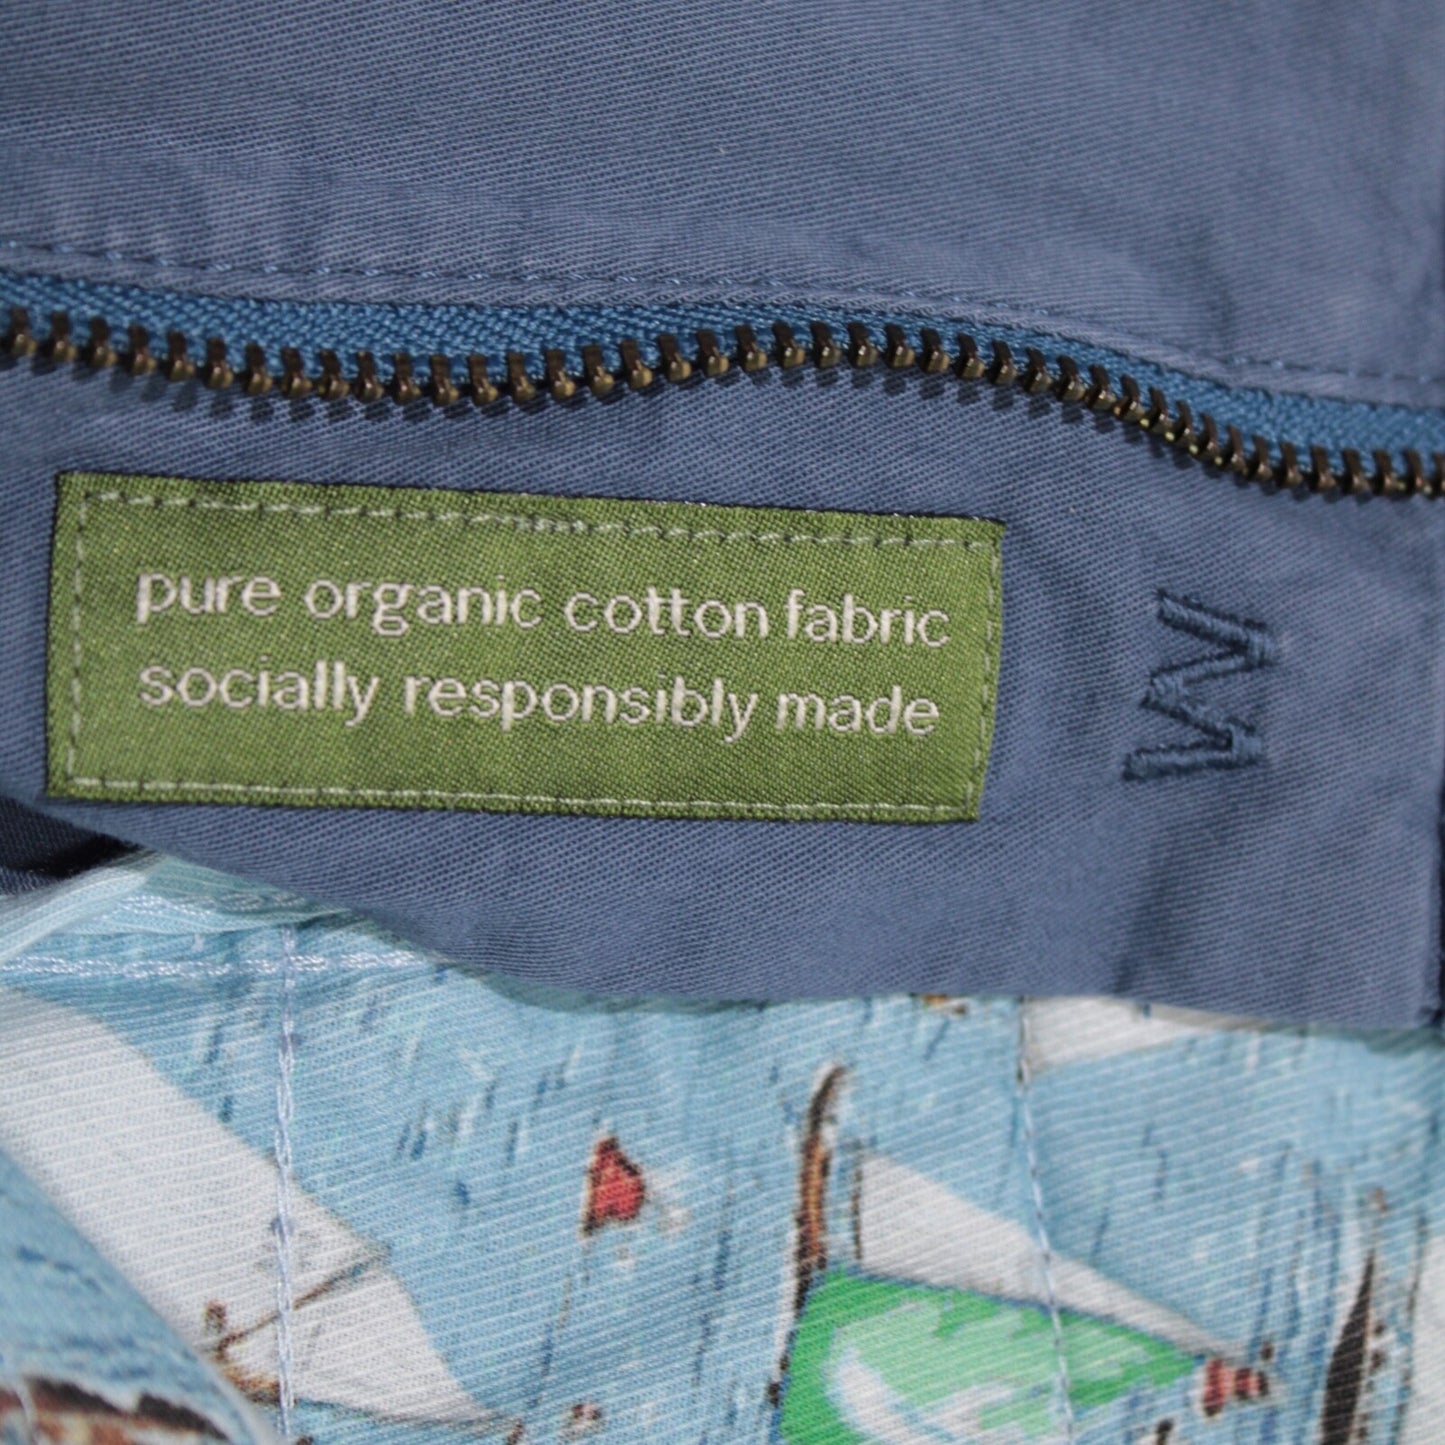 pure organic cotton fabric
socially responsibly made
M